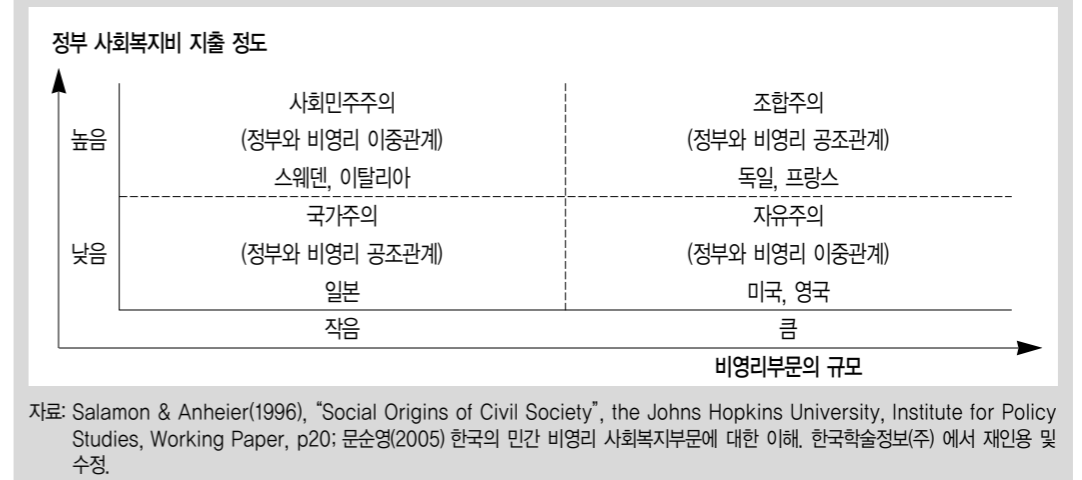 정부 사회복지비 지출 정도
사회민주주의 조합주의
높음 (정부와 비영리 이중관계) (정부와 비영리 공조관계)
스웨덴, 이탈리아 독일, 프랑스
국가주의 자유주의
낮음 (정부와 비영리 공조관계) (정부와 비영리 이중관계)
일본 미국, 영국
작음 큼
비영리부문의 규모
자료: Salamon & Anheier(1996), “Social Origins of Civil Society”, the Johns Hopkins University, Institute for Policy
Studies, Working Paper, p20; 문순영(2005) 한국의 민간 비영리 사회복지부문에 대한 이해. 한국학술정보(주) 에서 재인용 및
수정.